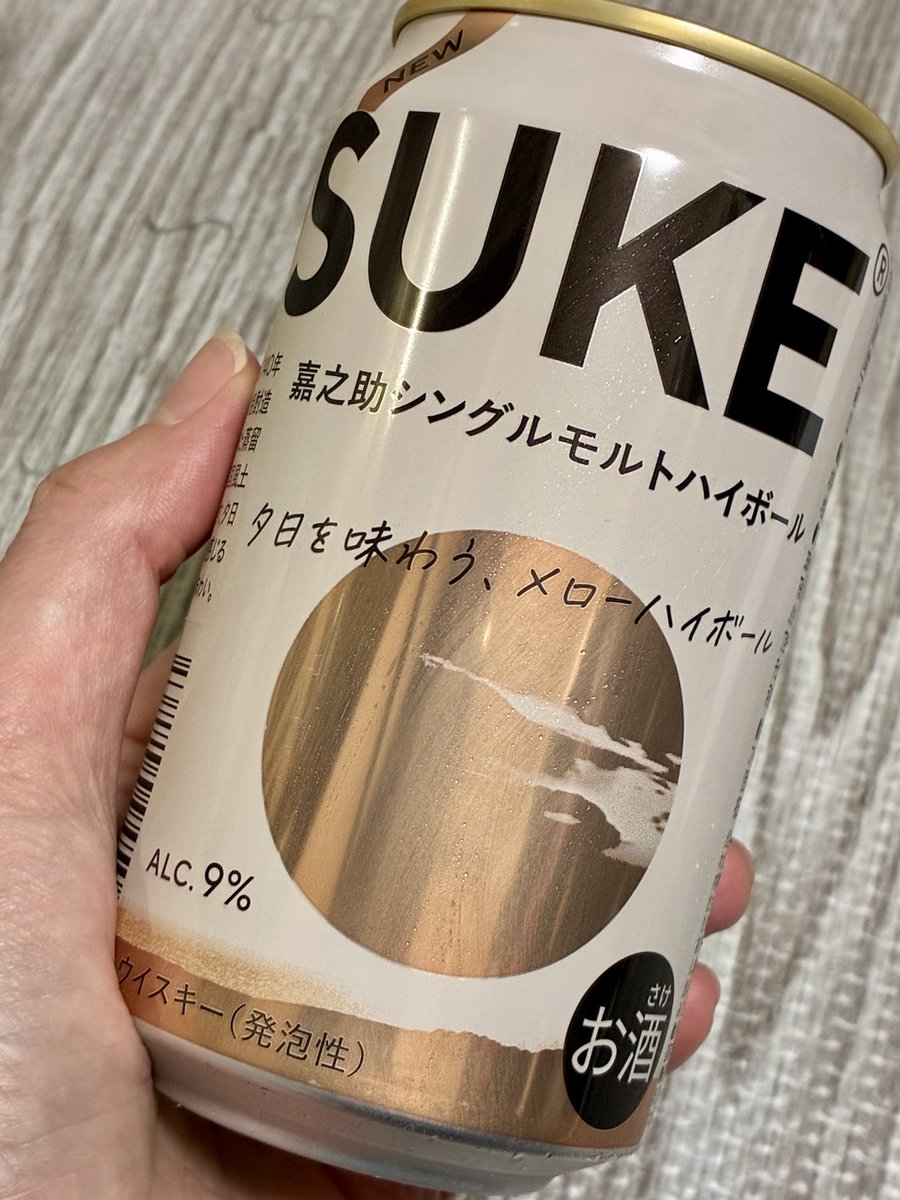 NEW
SUKE®
嘉之助シングルモルトハイボール
夕日を味わう、メローハイボール
ALC. 9%
ウイスキー(発泡性)
さけ
お酒